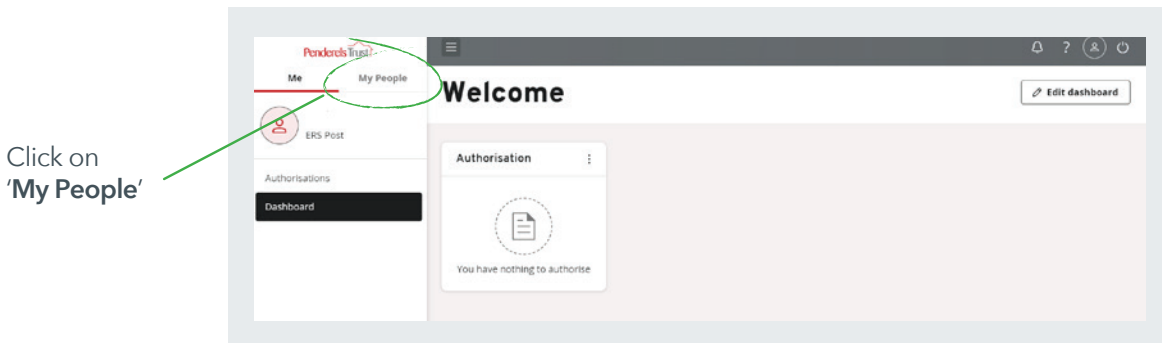 Penderels Trust
Me
My People
?
Welcome
Edit dashboard
ERS Post
Click on
‘My People’
Authorisations
Dashboard
Authorisation
You have nothing to authorise